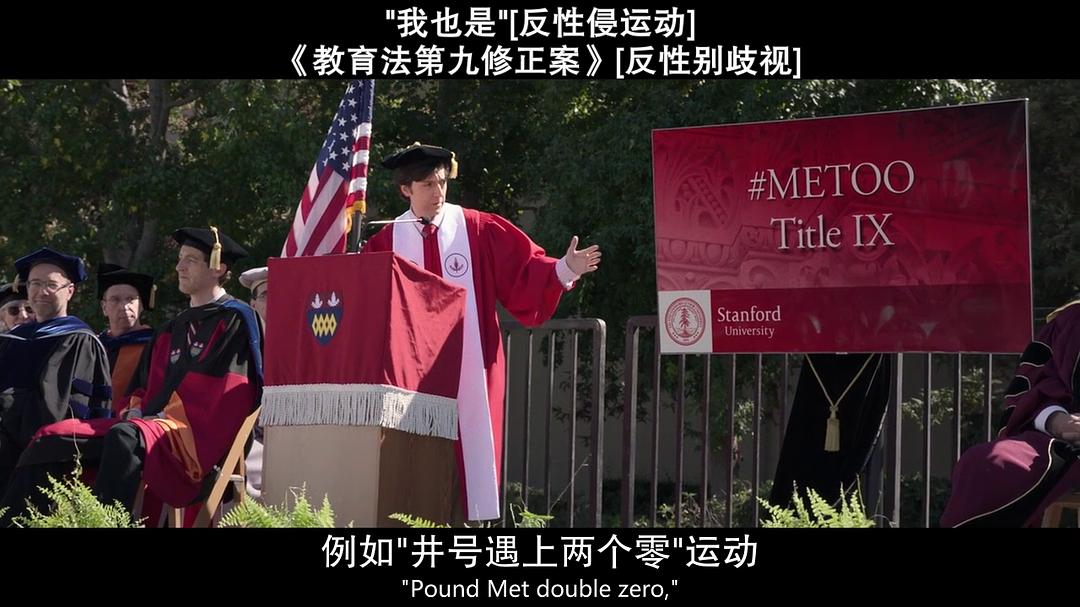 "我也是"[反性侵运动]
《教育法第九修正案》[反性别歧视]
#METOO
Title IX
Stanford
University
例如"井号遇上两个零"运动
"Pound Met double zero,"